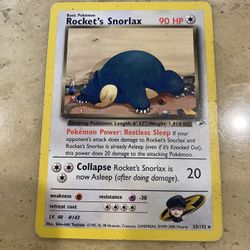 Basic Pokémon
Rocket's Snorlax 90 HP
Sleeping Pokémon. Length: 6' 11", Weight: 1,018 lbs.
Pokémon Power: Restless Sleep If your
opponent's attack does damage to
Rocket's Snorlax and Rocket's
Snorlax is already Asleep (even if it's Knocked Out),
this power does 20 damage to the attacking Pokémon.
Collapse Rocket's Snorlax is
now Asleep (after doing damage). 20
weakness resistance -30
retreat cost
LV. 40 #143
33/132